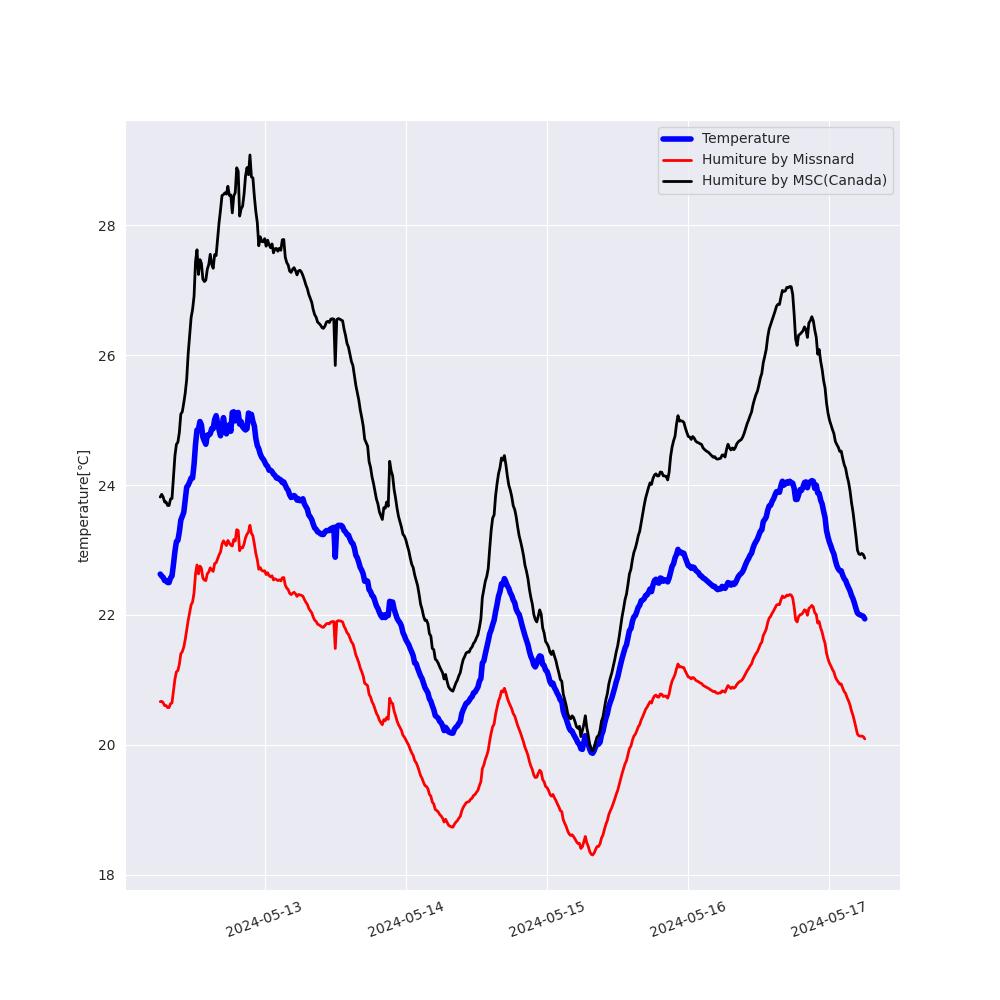 Temperature
Humiture by Missnard
Humiture by MSC(Canada)
temperature[℃]
28
26
24
22
20
18
2024-05-13
2024-05-14
2024-05-15
2024-05-16
2024-05-17